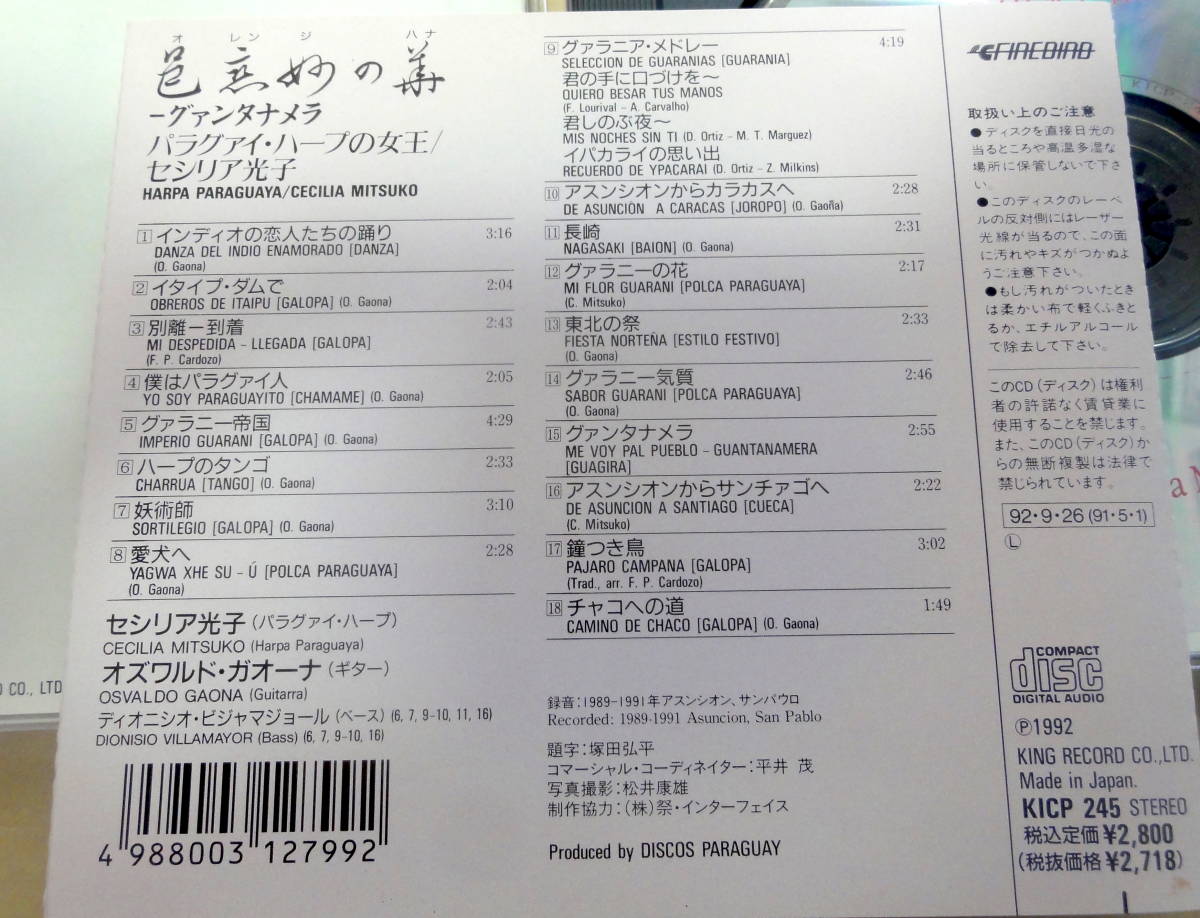 オ レ ン ジ ハナ
邑恋妙の華
－グァンタナメラ
パラグァイ・ハープの女王/
セシリア光子
HARPA PARAGUAYA/CECILIA MITSUKO
1 インディオの恋人たちの踊り 3:16
DANZA DEL INDIO ENAMORADO [DANZA]
(O. Gaona)
2 イタイプ・ダムで 2:04
OBREROS DE ITAIPU [GALOPA] (O. Gaona)
3 別離ー到着 2:43
MI DESPEDIDA – LLEGADA [GALOPA]
(F. P. Cardozo)
4 僕はパラグァイ人 2:05
YO SOY PARAGUAYITO [CHAMAME] (O. Gaona)
5 グァラニー帝国 4:29
IMPERIO GUARANI [GALOPA] (O. Gaona)
6 ハープのタンゴ 2:33
CHARRUA [TANGO] (O. Gaona)
7 妖術師 3:10
SORTILEGIO [GALOPA] (O. Gaona)
8 愛犬へ 2:28
YAGWA XHE SU – Ú [POLCA PARAGUAYA]
(O. Gaona)
セシリア光子 (パラグァイ・ハープ)
CECILIA MITSUKO (Harpa Paraguaya)
オズワルド・ガオーナ (ギター)
OSVALDO GAONA (Guitarra)
ディオニシオ・ビジャマジョール (ベース) (6, 7, 9–10, 11, 16)
DIONISIO VILLAMAYOR (Bass) (6, 7, 9–10, 16)
4 988003 127992
9 グァラニア・メドレー 4:19
SELECCION DE GUARANIAS [GUARANIA]
君の手に口づけを〜
QUIERO BESAR TUS MANOS
(F. Lourival – A. Carvalho)
君しのぶ夜〜
MIS NOCHES SIN TI (D. Ortiz – M. T. Marguez)
イパカライの思い出
RECUERDO DE YPACARAI (D. Ortiz – Z. Milkins)
10 アスンシオンからカラカスへ 2:28
DE ASUNCIÓN A CARACAS [JOROPO] (O. Gaoña)
11 長崎 2:31
NAGASAKI [BAION] (O. Gaona)
12 グァラニーの花 2:17
MI FLOR GUARANI [POLCA PARAGUAYA]
(C. Mitsuko)
13 東北の祭 2:33
FIESTA NORTEÑA [ESTILO FESTIVO]
(O. Gaona)
14 グァラニー気質 2:46
SABOR GUARANI [POLCA PARAGUAYA]
(O. Gaona)
15 グァンタナメラ 2:55
ME VOY PAL PUEBLO – GUANTANAMERA
[GUAGIRA]
16 アスンシオンからサンチァゴへ 2:22
DE ASUNCION A SANTIAGO [CUECA]
(C. Mitsuko)
17 鐘つき鳥 3:02
PAJARO CAMPANA [GALOPA]
(Trad., arr. F. P. Cardozo)
18 チャコへの道 1:49
CAMINO DE CHACO [GALOPA] (O. Gaona)
録音：1989-1991年アスンシオン、サンパウロ
Recorded: 1989-1991 Asuncion, San Pablo
題字：塚田弘平
コマーシャル・コーディネイター：平井 茂
写真撮影：松井康雄
制作協力：(株)祭・インターフェイス
Produced by DISCOS PARAGUAY
FIREBIRD
取扱い上のご注意
●ディスクを直接日光の
当るところや高温多湿な
場所に保管しないで下さ
い。
●このディスクのレーベ
ルの反対側にはレーザー
光線が当るので、この面
に汚れやキズがつかぬよ
うご注意下さい。
●もし汚れがついたとき
は柔かい布で軽くふきと
るか、エチルアルコール
で除去して下さい。
このCD(ディスク)は権利
者の許諾なく賃貸業に
使用することを禁じます。
また、このCD(ディスク)か
らの無断複製は法律で
禁じられています。
92・9・26 (91・5・1)
Ⓛ
COMPACT
disc
DIGITAL AUDIO
Ⓟ1992
KING RECORD CO.,LTD.
Made in Japan.
KICP 245 STEREO
税込定価¥2,800
(税抜価格¥2,718)
CO., LTD
KICP
a M